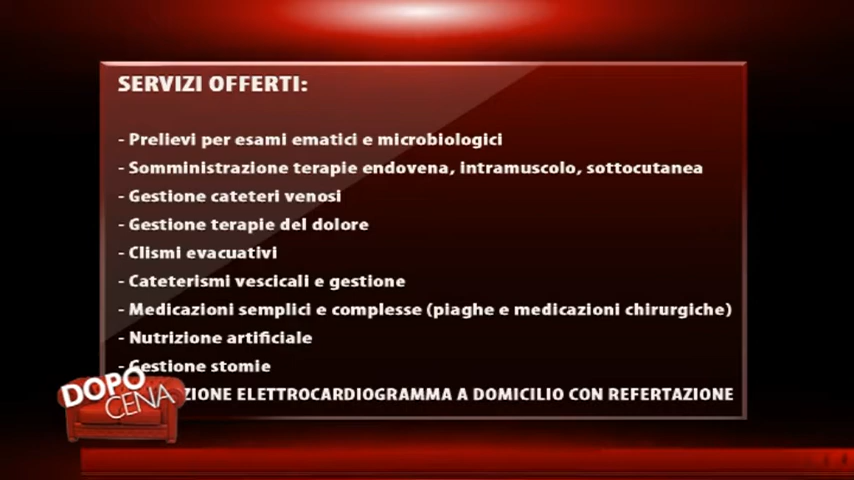 SERVIZI OFFERTI:
- Prelievi per esami ematici e microbiologici
- Somministrazione terapie endovena, intramuscolo, sottocutanea
- Gestione cateteri venosi
- Gestione terapie del dolore
- Clismi evacuativi
- Cateterismi vescicali e gestione
- Medicazioni semplici e complesse (piaghe e medicazioni chirurgiche)
- Nutrizione artificiale
- Gestione stomie
ELETTROCARDIOGRAMMA A DOMICILIO CON REFERTAZIONE
DOPO
CENA